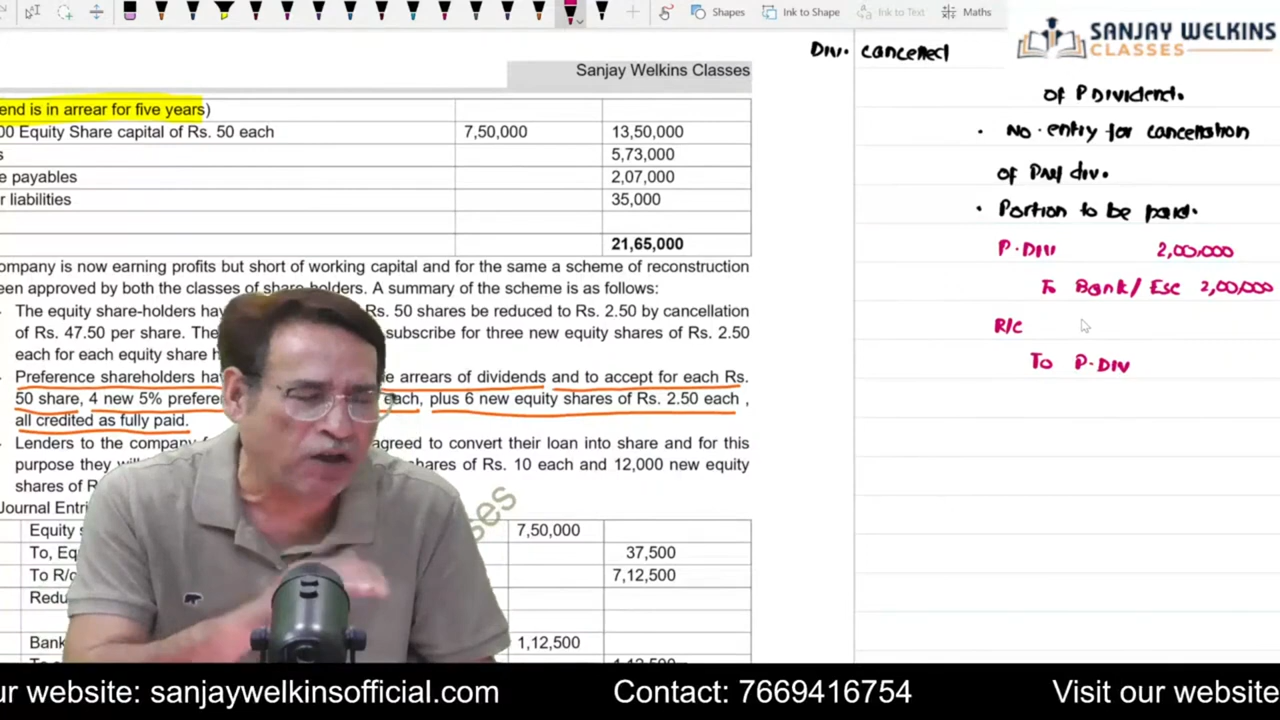 Shapes Ink to Shape Ink to Text Maths
SANJAY WELKINS
CLASSES
Sanjay Welkins Classes
end is in arrear for five years)
00 Equity Share capital of Rs. 50 each 7,50,000 13,50,000
s 5,73,000
e payables 2,07,000
r liabilities 35,000
21,65,000
ompany is now earning profits but short of working capital and for the same a scheme of reconstruction
een approved by both the classes of share holders. A summary of the scheme is as follows:
The equity share-holders hav Rs. 50 shares be reduced to Rs. 2.50 by cancellation
of Rs. 47.50 per share. The subscribe for three new equity shares of Rs. 2.50
each for each equity share h
Preference shareholders hav e arrears of dividends and to accept for each Rs.
50 share, 4 new 5% prefere each, plus 6 new equity shares of Rs. 2.50 each ,
all credited as fully paid.
Lenders to the company agreed to convert their loan into share and for this
purpose they wil shares of Rs. 10 each and 12,000 new equity
shares of R
Journal Entri
Equity s 7,50,000
To, Eq 37,500
To R/c 7,12,500
Redu
Bank 1,12,500
Div. cancelled
of P Dividend.
• No entry for cancellation
of Pref div.
• Portion to be paid.
P. DIV 2,00,000
To Bank/ Esc 2,00,000
R/c
To P. DIV
sses
ur website: sanjaywelkinsofficial.com Contact: 7669416754 Visit our website